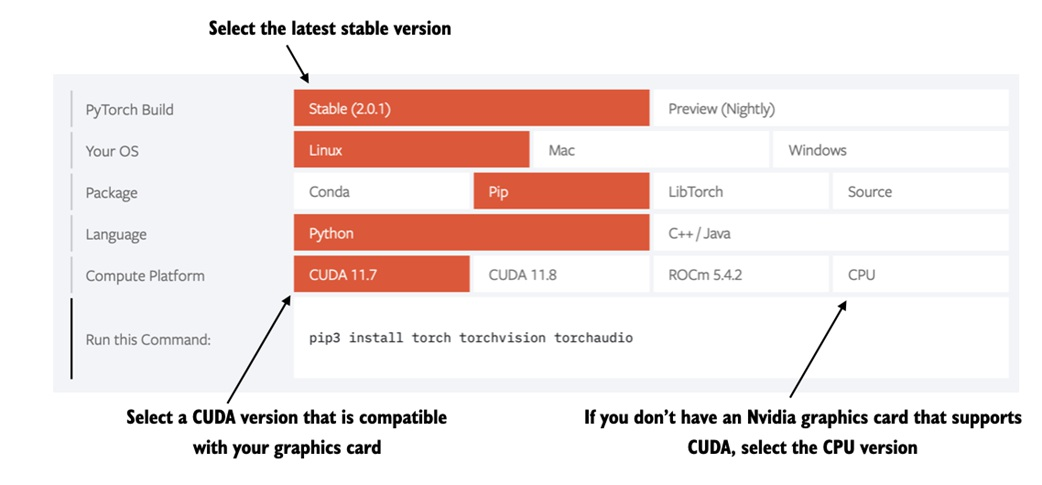 Select the latest stable version
PyTorch Build Stable (2.0.1) Preview (Nightly)
Your OS Linux Mac Windows
Package Conda Pip LibTorch Source
Language Python C++ / Java
Compute Platform CUDA 11.7 CUDA 11.8 ROCm 5.4.2 CPU
Run this Command: pip3 install torch torchvision torchaudio
Select a CUDA version that is compatible
with your graphics card
If you don’t have an Nvidia graphics card that supports
CUDA, select the CPU version